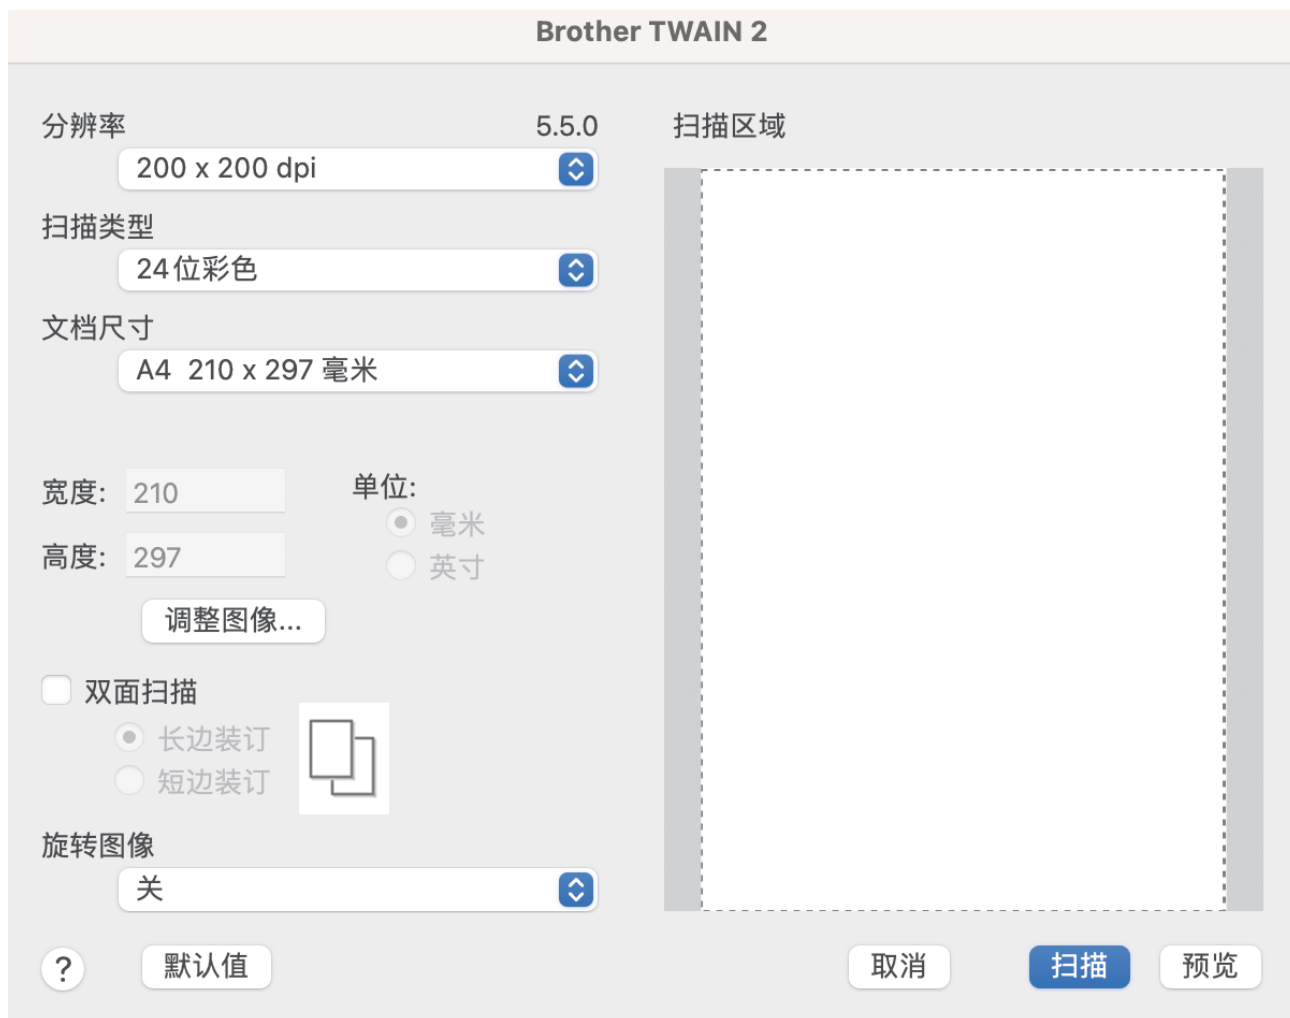 Brother TWAIN 2
分辨率 5.5.0
200 x 200 dpi
扫描类型
24位彩色
文档尺寸
A4 210 x 297 毫米
宽度: 210
高度: 297
单位:
毫米
英寸
调整图像...
双面扫描
长边装订
短边装订
旋转图像
关
扫描区域
? 默认值 取消 扫描 预览